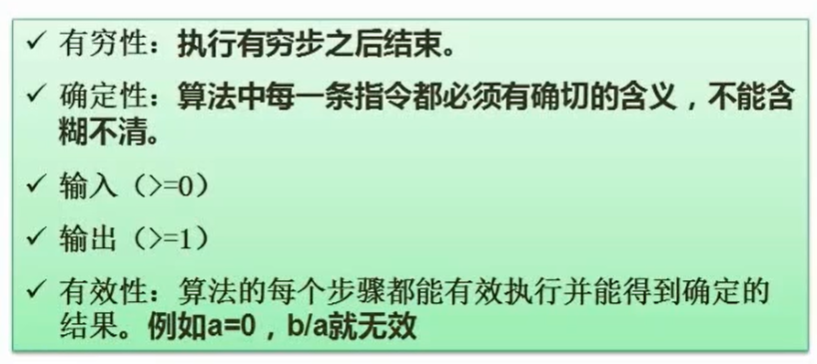 ✓ 有穷性：执行有穷步之后结束。
✓ 确定性：算法中每一条指令都必须有确切的含义，不能含
糊不清。
✓ 输入（>=0）
✓ 输出（>=1）
✓ 有效性：算法的每个步骤都能有效执行并能得到确定的
结果。例如a=0，b/a就无效